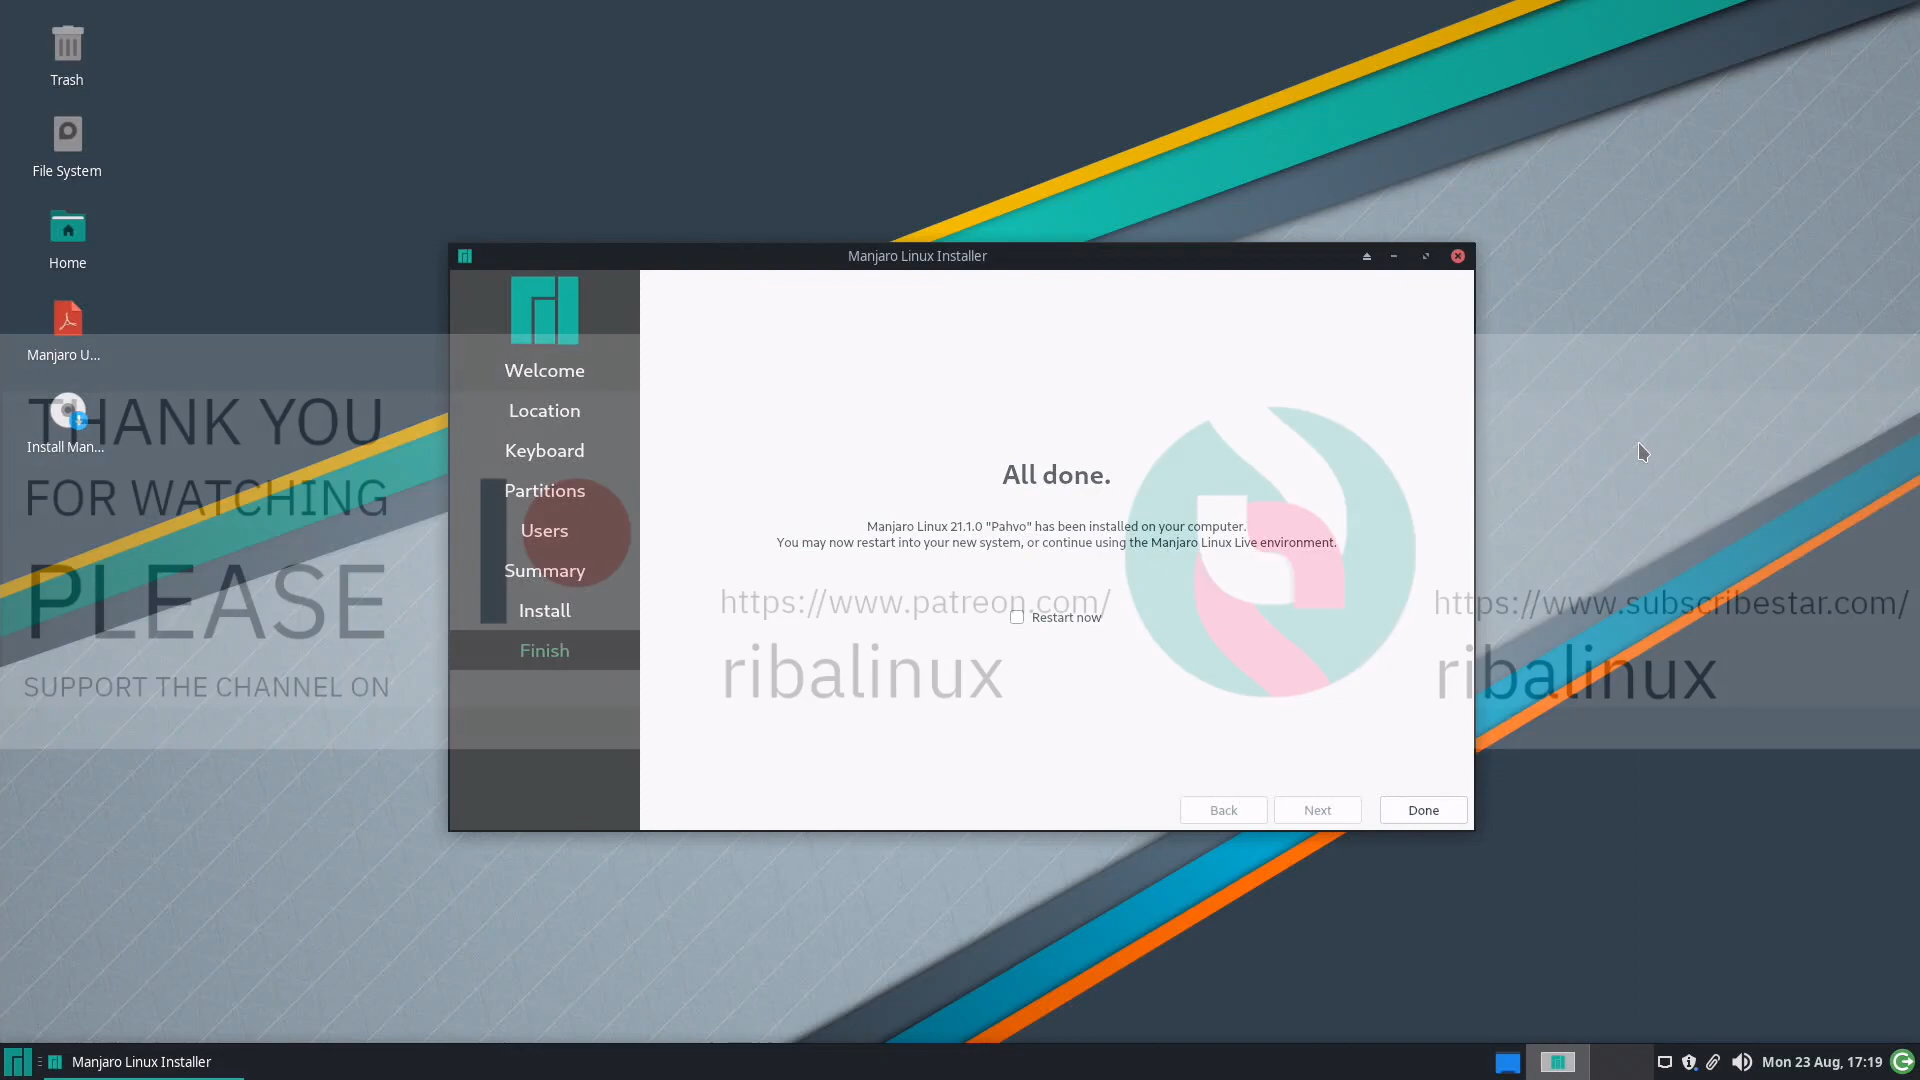 Trash
File System
Home
Manjaro U...
Install Man...
THANK YOU
FOR WATCHING
PLEASE
SUPPORT THE CHANNEL ON
Manjaro Linux Installer
Welcome
Location
Keyboard
Partitions
Users
Summary
Install
Finish
All done.
Manjaro Linux 21.1.0 "Pahvo" has been installed on your computer.
You may now restart into your new system, or continue using the Manjaro Linux Live environment.
https://www.patreon.com/
Restart now
ribalinux
https://www.subscribestar.com/
ribalinux
Back
Next
Done
Manjaro Linux Installer
Mon 23 Aug, 17:19